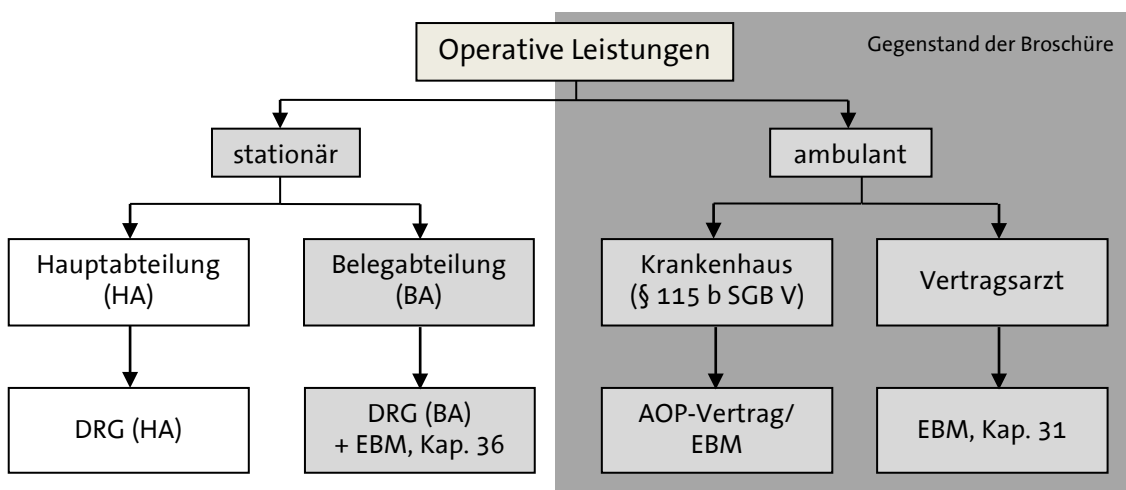 Operative Leistungen
Gegenstand der Broschüre
stationär
ambulant
Hauptabteilung
(HA)
Belegabteilung
(BA)
Krankenhaus
(§ 115 b SGB V)
Vertragsarzt
DRG (HA)
DRG (BA)
+ EBM, Kap. 36
AOP-Vertrag/
EBM
EBM, Kap. 31